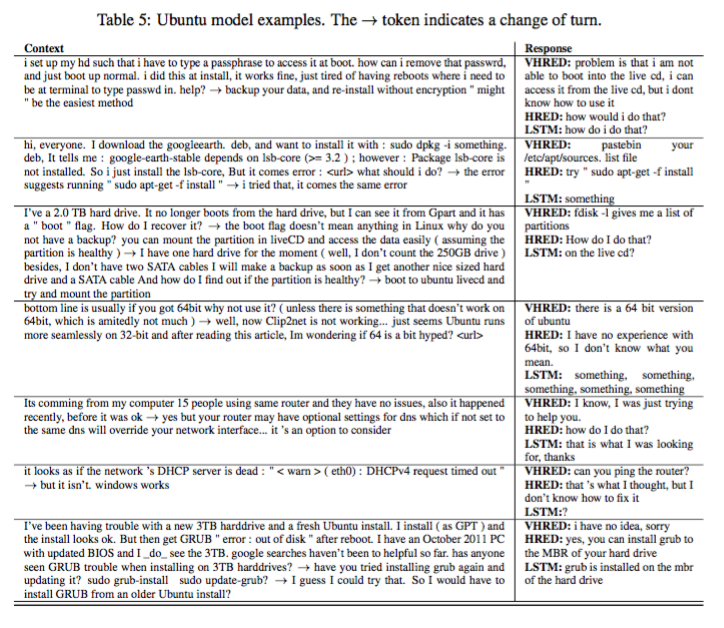 Table 5: Ubuntu model examples. The → token indicates a change of turn.
Context
Response
i set up my hd such that i have to type a passphrase to access it at boot. how can i remove that passwrd,
and just boot up normal. i did this at install, it works fine, just tired of having reboots where i need to
be at terminal to type passwd in. help? → backup your data, and re-install without encryption " might
" be the easiest method
VHRED: problem is that i am not
able to boot into the live cd, i can
access it from the live cd, but i dont
know how to use it
HRED: how would i do that?
LSTM: how do i do that?
hi, everyone. I download the googleearth. deb, and want to install it with : sudo dpkg -i something.
deb, It tells me : google-earth-stable depends on lsb-core (>= 3.2 ) ; however : Package lsb-core is
not installed. So i just install the lsb-core, But it comes error : <url> what should i do? → the error
suggests running " sudo apt-get -f install " → i tried that, it comes the same error
VHRED: pastebin your
/etc/apt/sources. list file
HRED: try " sudo apt-get -f install
"
LSTM: something
I've a 2.0 TB hard drive. It no longer boots from the hard drive, but I can see it from Gpart and it has
a " boot " flag. How do I recover it? → the boot flag doesn't mean anything in Linux why do you
not have a backup? you can mount the partition in liveCD and access the data easily ( assuming the
partition is healthy ) → I have one hard drive for the moment ( well, I don't count the 250GB drive )
besides, I don't have two SATA cables I will make a backup as soon as I get another nice sized hard
drive and a SATA cable And how do I find out if the partition is healthy? → boot to ubuntu livecd and
try and mount the partition
VHRED: fdisk -l gives me a list of
partitions
HRED: How do I do that?
LSTM: on the live cd?
bottom line is usually if you got 64bit why not use it? ( unless there is something that doesn't work on
64bit, which is amitedly not much ) → well, now Clip2net is not working... just seems Ubuntu runs
more seamlessly on 32-bit and after reading this article, Im wondering if 64 is a bit hyped? <url>
VHRED: there is a 64 bit version
of ubuntu
HRED: I have no experience with
64bit, so I don't know what you
mean.
LSTM: something, something,
something, something, something
Its comming from my computer 15 people using same router and they have no issues, also it happened
recently, before it was ok → yes but your router may have optional settings for dns which if not set to
the same dns will override your network interface... it 's an option to consider
VHRED: I know, I was just trying
to help you.
HRED: how do I do that?
LSTM: that is what I was looking
for, thanks
it looks as if the network 's DHCP server is dead : " < warn > ( eth0) : DHCPv4 request timed out "
→ but it isn't. windows works
VHRED: can you ping the router?
HRED: that 's what I thought, but I
don't know how to fix it
LSTM:?
I've been having trouble with a new 3TB harddrive and a fresh Ubuntu install. I install ( as GPT ) and
the install looks ok. But then get GRUB " error : out of disk " after reboot. I have an October 2011 PC
with updated BIOS and I _do_ see the 3TB. google searches haven't been to helpful so far. has anyone
seen GRUB trouble when installing on 3TB harddrives? → have you tried installing grub again and
updating it? sudo grub-install sudo update-grub? → I guess I could try that. So I would have to
install GRUB from an older Ubuntu install?
VHRED: i have no idea, sorry
HRED: yes, you can install grub to
the MBR of your hard drive
LSTM: grub is installed on the mbr
of the hard drive